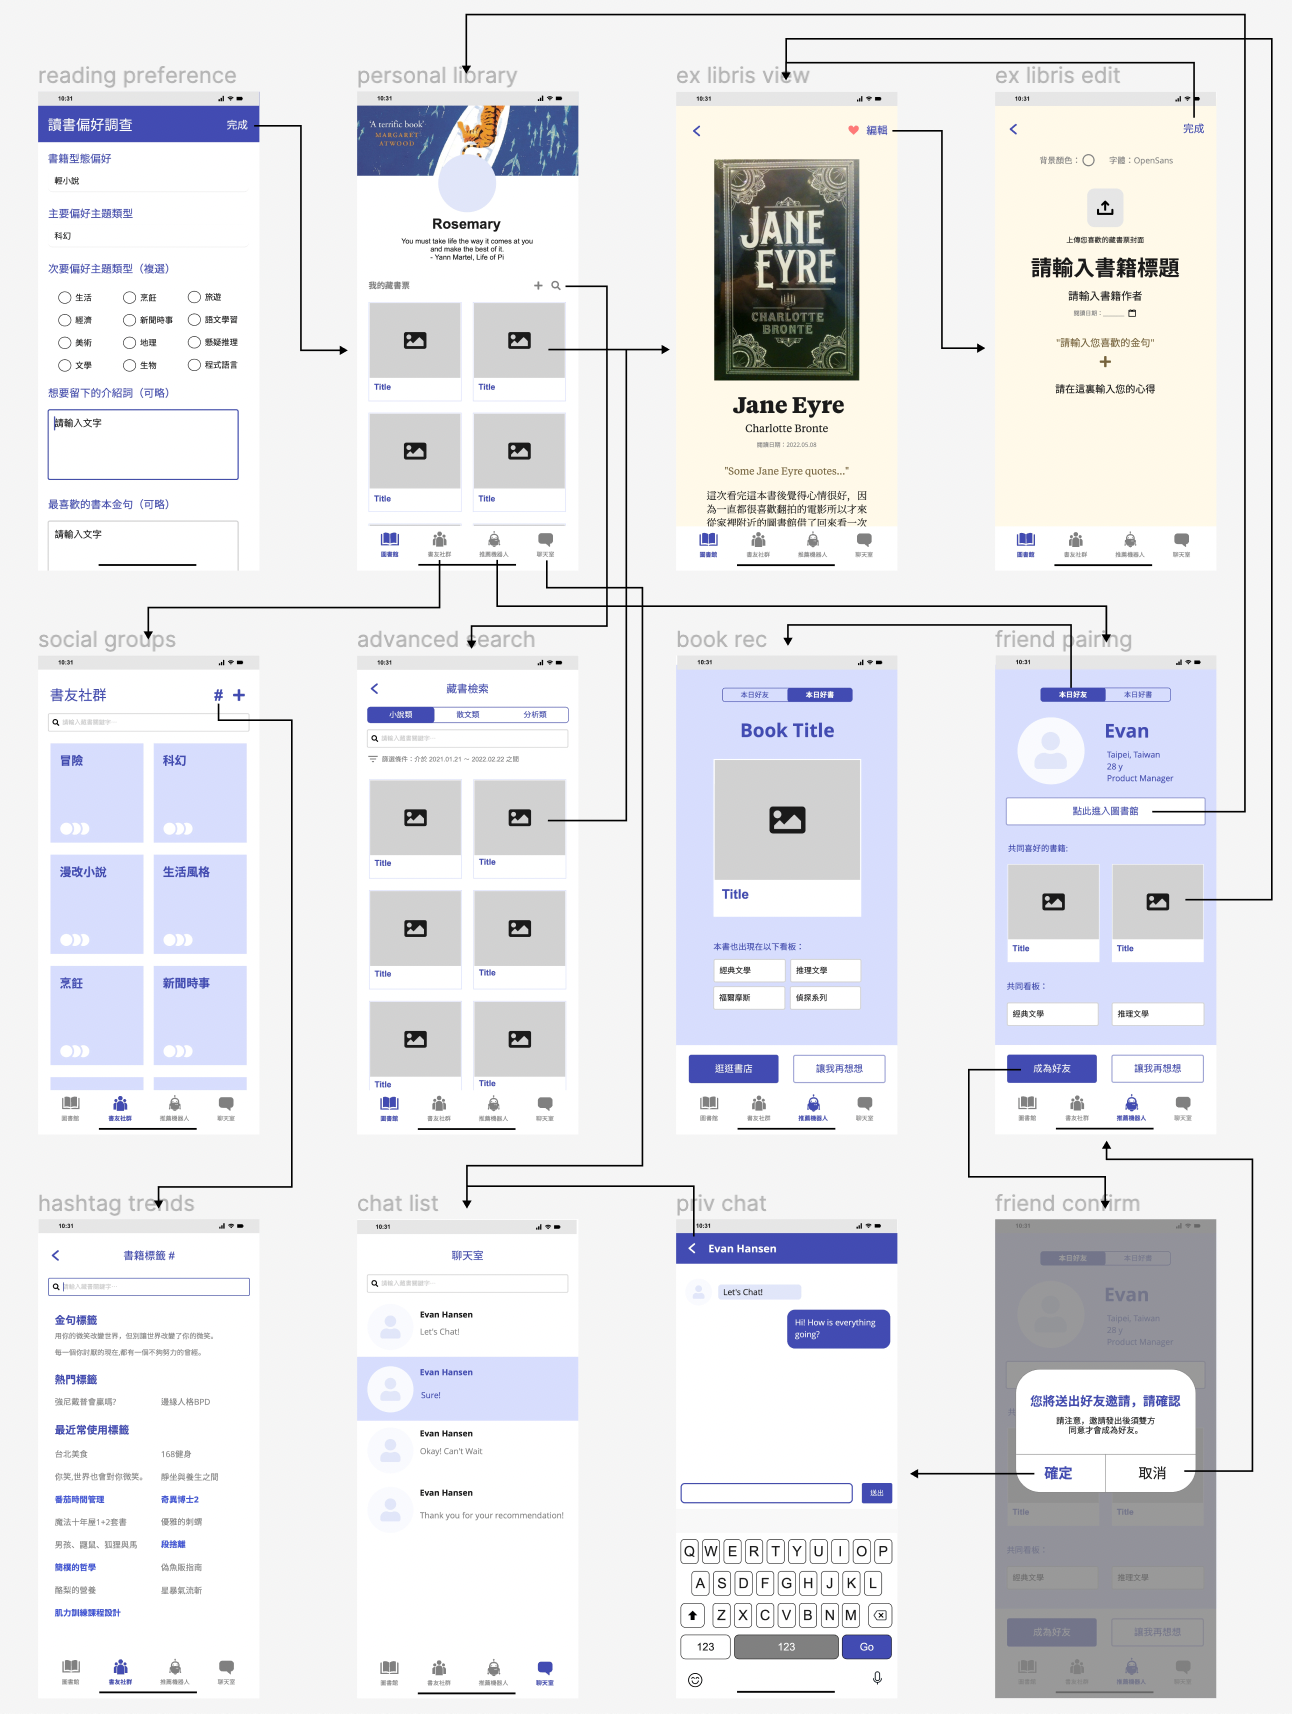 reading preference
10:31
讀書偏好調查
完成
書籍型態偏好
輕小說
主要偏好主題類型
科幻
次要偏好主題類型（複選）
生活
烹飪
旅遊
經濟
新聞時事
語文學習
美術
地理
懸疑推理
文學
生物
程式語言
想要留下的介紹詞（可略）
請輸入文字
最喜歡的書本金句（可略）
請輸入文字
personal library
10:31
'A terrific book'
MARGARET
ATWOOD
Rosemary
You must take life the way it comes at you
and make the best of it.
- Yann Martel, Life of Pi
我的藏書票
Title
Title
Title
Title
圖書館
書友社群
推薦機器人
聊天室
ex libris view
10:31
編輯
JANE
EYRE
CHARLOTTE
BRONTË
Jane Eyre
Charlotte Bronte
閱讀日期：2022.05.08
"Some Jane Eyre quotes..."
這次看完這本書後覺得心情很好，因
為一直都很喜歡翻拍的電影所以才來
從家裡附近的圖書館借了回來看一次
圖書館
書友社群
推薦機器人
聊天室
ex libris edit
10:31
完成
背景顏色：
字體：OpenSans
上傳您喜歡的藏書票封面
請輸入書籍標題
請輸入書籍作者
閱讀日期：
"請輸入您喜歡的金句"
請在這裏輸入您的心得
圖書館
書友社群
推薦機器人
聊天室
social groups
10:31
書友社群
#
請輸入藏書關鍵字…
冒險
科幻
漫改小說
生活風格
烹飪
新聞時事
圖書館
書友社群
推薦機器人
聊天室
advanced search
10:31
藏書檢索
小說類
散文類
分析類
請輸入藏書關鍵字…
篩選條件：介於 2021.01.21 ～ 2022.02.22 之間
Title
Title
Title
Title
Title
Title
圖書館
書友社群
推薦機器人
聊天室
book rec
10:31
本日好友
本日好書
Book Title
Title
本書也出現在以下看板：
經典文學
推理文學
福爾摩斯
偵探系列
逛逛書店
讓我再想想
圖書館
書友社群
推薦機器人
聊天室
friend pairing
10:31
本日好友
本日好書
Evan
Taipei, Taiwan
28 y
Product Manager
點此進入圖書館
共同喜好的書籍:
Title
Title
共同看板：
經典文學
推理文學
成為好友
讓我再想想
圖書館
書友社群
推薦機器人
聊天室
hashtag trends
10:31
書籍標籤 #
請輸入藏書關鍵字…
金句標籤
用你的微笑改變世界，但別讓世界改變了你的微笑。
每一個你討厭的現在,都有一個不夠努力的曾經。
熱門標籤
強尼戴普會贏嗎?
邊緣人格BPD
最近常使用標籤
台北美食
168健身
你笑,世界也會對你微笑。
靜坐與養生之間
番茄時間管理
奇異博士2
魔法十年屋1+2套書
優雅的刺蝟
男孩、鼴鼠、狐狸與馬
段捨離
簡樸的哲學
偽魚販指南
酪梨的營養
星暴氣流斬
肌力訓練課程設計
圖書館
書友社群
推薦機器人
聊天室
chat list
10:31
聊天室
請輸入藏書關鍵字…
Evan Hansen
Let's Chat!
Evan Hansen
Sure!
Evan Hansen
Okay! Can't Wait
Evan Hansen
Thank you for your recommendation!
圖書館
書友社群
推薦機器人
聊天室
priv chat
10:31
Evan Hansen
Let's Chat!
Hi! How is everything
going?
送出
Q W E R T Y U I O P
A S D F G H J K L
Z X C V B N M
123
123
Go
friend confirm
10:31
本日好友
本日好書
Evan
Taipei, Taiwan
28 y
Product Manager
共
您將送出好友邀請，請確認
請注意，邀請發出後須雙方
同意才會成為好友。
確定
取消
Title
Title
共同看板：
經典文學
推理文學
成為好友
讓我再想想
圖書館
書友社群
推薦機器人
聊天室